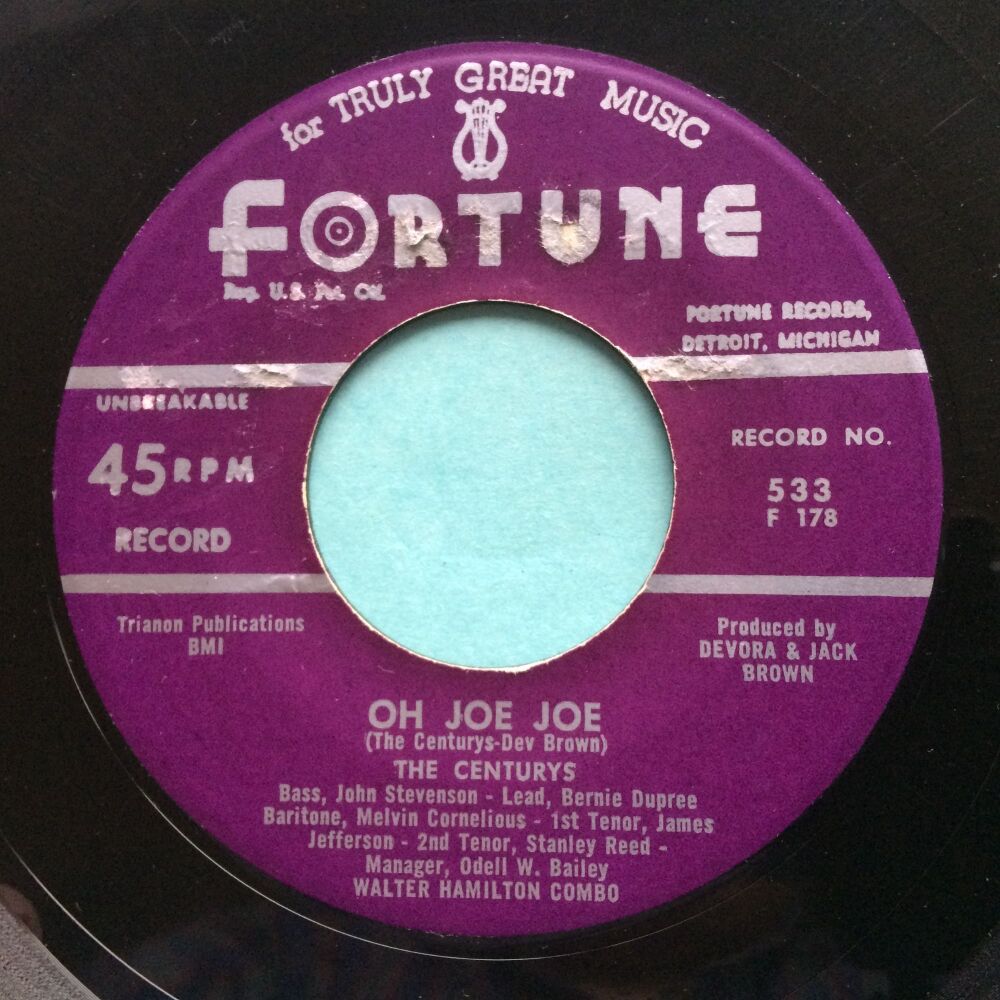 for TRULY GREAT MUSIC
FORTUNE
Reg. U.S. Pat. Off.
FORTUNE RECORDS,
DETROIT, MICHIGAN
UNBREAKABLE
45 RPM
RECORD
RECORD NO.
533
F 178
Trianon Publications
BMI
Produced by
DEVORA & JACK
BROWN
OH JOE JOE
(The Centurys-Dev Brown)
THE CENTURYS
Bass, John Stevenson - Lead, Bernie Dupree
Baritone, Melvin Cornelious - 1st Tenor, James
Jefferson - 2nd Tenor, Stanley Reed -
Manager, Odell W. Bailey
WALTER HAMILTON COMBO